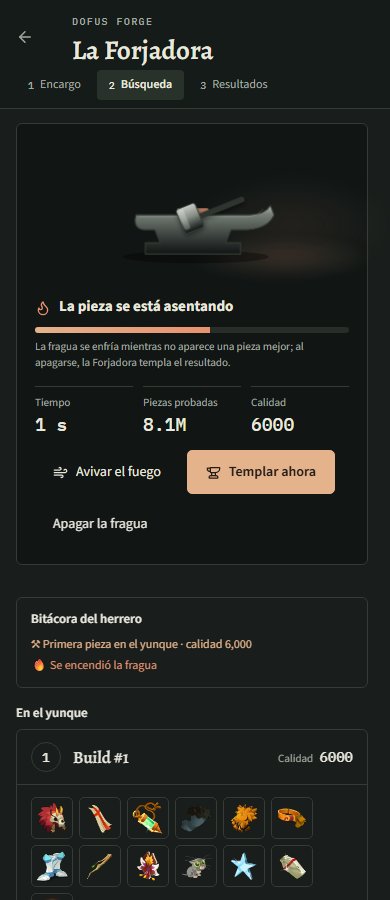 DOFUS FORGE
La Forjadora
1 Encargo 2 Búsqueda 3 Resultados
La pieza se está asentando
La fragua se enfría mientras no aparece una pieza mejor; al
apagarse, la Forjadora templa el resultado.
Tiempo Piezas probadas Calidad
1 s 8.1M 6000
Avivar el fuego Templar ahora
Apagar la fragua
Bitácora del herrero
Primera pieza en el yunque · calidad 6,000
Se encendió la fragua
En el yunque
1 Build #1 Calidad 6000